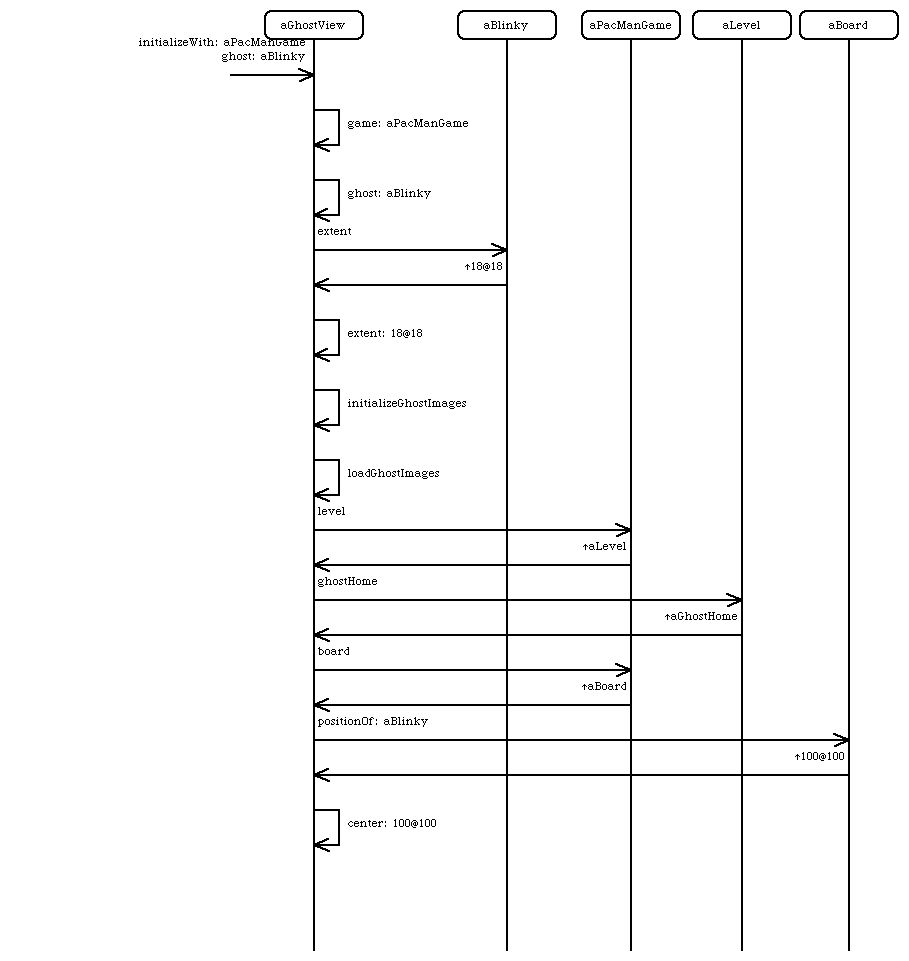 aGhostView
aBlinky
aPacManGame
aLevel
aBoard
initializeWith: aPacManGame
ghost: aBlinky
game: aPacManGame
ghost: aBlinky
extent
↑18@18
extent: 18@18
initializeGhostImages
loadGhostImages
level
↑aLevel
ghostHome
↑aGhostHome
board
↑aBoard
positionOf: aBlinky
↑100@100
center: 100@100